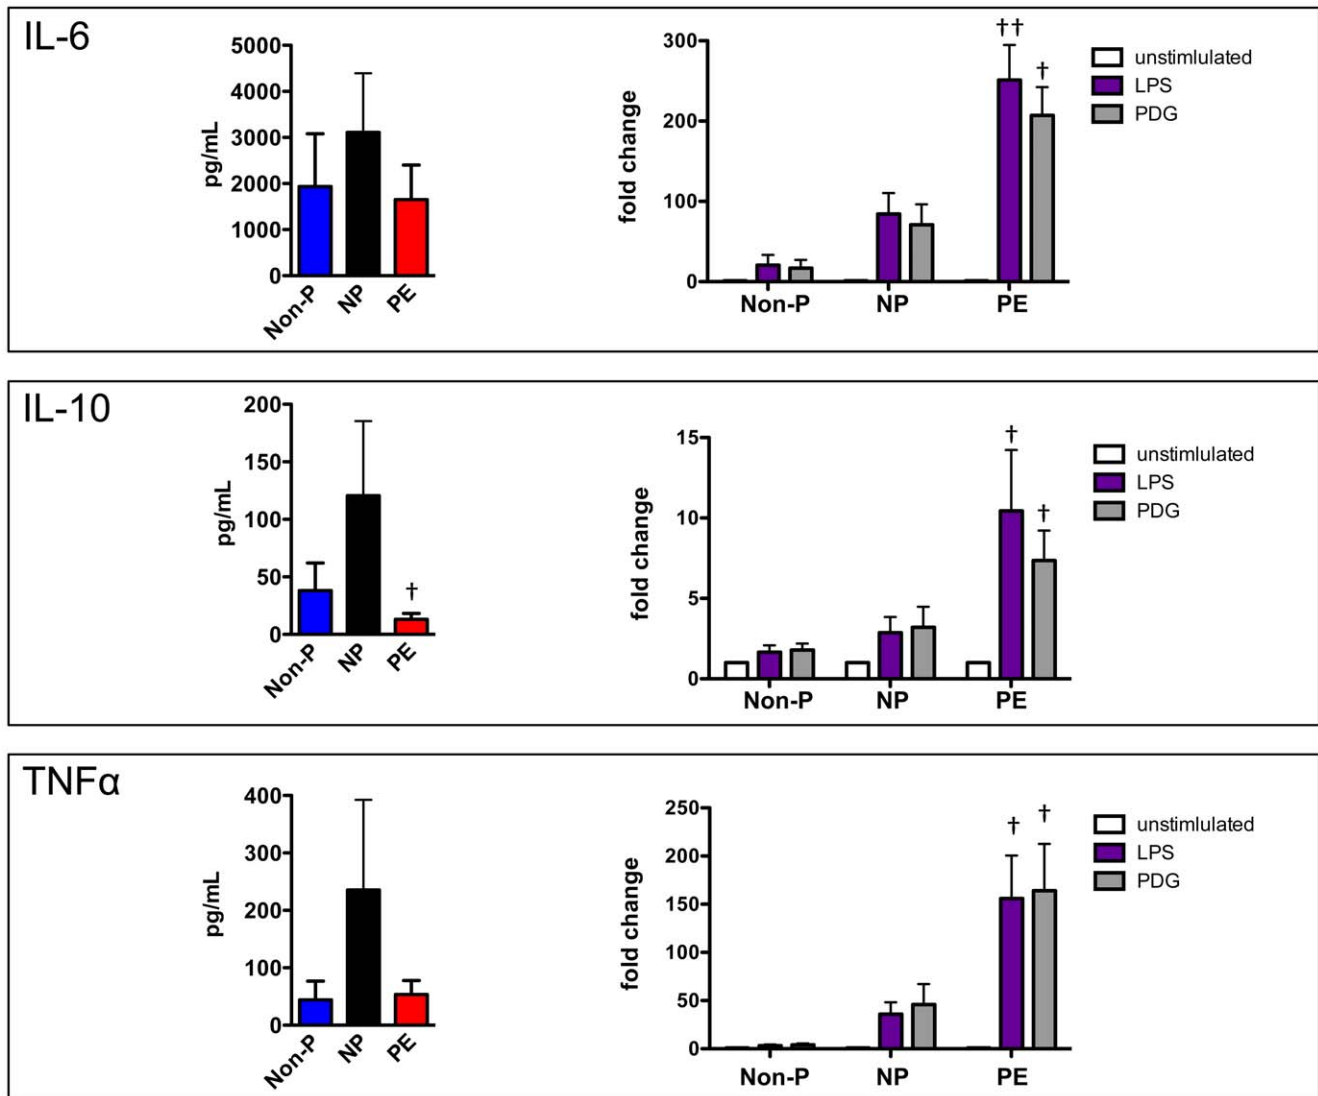 IL-6
5000
4000
3000
2000
1000
0
pg/mL
Non-P
NP
PE
300
200
100
0
fold change
††
†
Non-P
NP
PE
unstimlulated
LPS
PDG
IL-10
200
150
100
50
0
pg/mL
†
Non-P
NP
PE
15
10
5
0
fold change
†
†
Non-P
NP
PE
unstimlulated
LPS
PDG
TNFα
400
300
200
100
0
pg/mL
Non-P
NP
PE
250
200
150
100
50
0
fold change
†
†
Non-P
NP
PE
unstimlulated
LPS
PDG